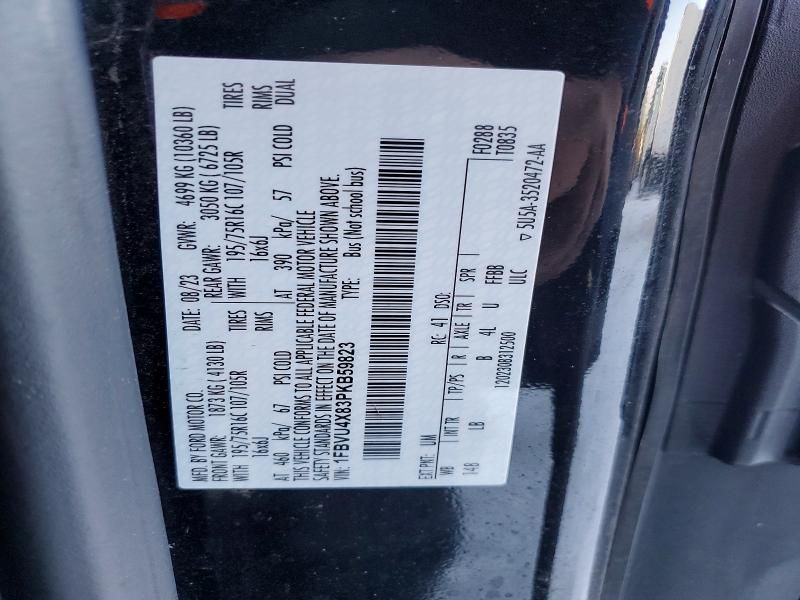 MFD. BY FORD MOTOR CO.
DATE: 08/23 GVWR: 4699 KG (10360 LB)
FRONT GAWR: 1873 KG (4130 LB) REAR GAWR: 3050 KG (6725 LB)
WITH 195/75R16C 107/105R TIRES WITH 195/75R16C 107/105R TIRES
16x6J RIMS 16x6J RIMS
AT 460 kPa/ 67 PSI COLD AT 390 kPa/ 57 PSI COLD DUAL
THIS VEHICLE CONFORMS TO ALL APPLICABLE FEDERAL MOTOR VEHICLE
SAFETY STANDARDS IN EFFECT ON THE DATE OF MANUFACTURE SHOWN ABOVE.
VIN: 1FBVU4X83PKB59823 TYPE: Bus (Not school bus)
EXT PNT: UM RC: 41 DSO: F0288
WB INT TR TP/PS R AXLE TR SPR T0835
148 LB B 4L U FFBB
1202308312500 ULC ▽ 5U5A-3520472-AA